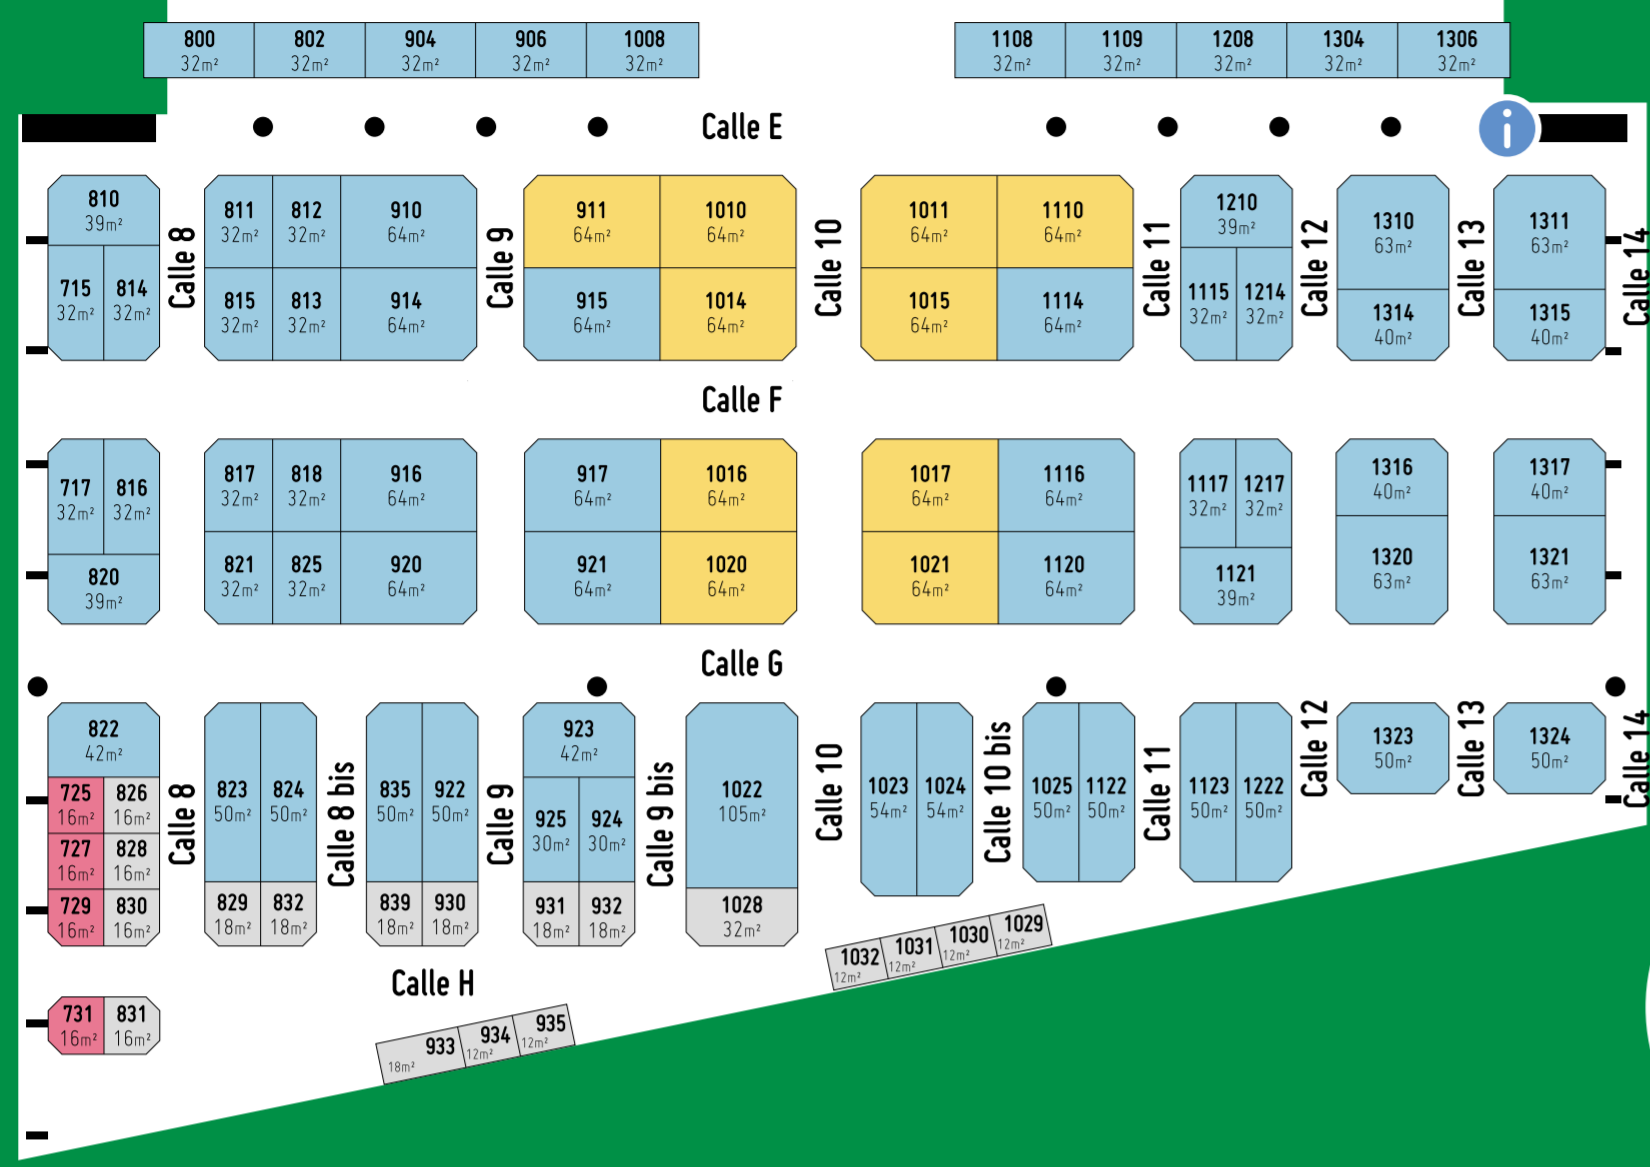 800 802 904 906 1008 1108 1109 1208 1304 1306
32m² 32m² 32m² 32m² 32m² 32m² 32m² 32m² 32m² 32m²
Calle E
i
810
39m²
715 814
32m² 32m²
Calle 8
811 812 910
32m² 32m² 64m²
815 813 914
32m² 32m² 64m²
Calle 9
911 1010
64m² 64m²
915 1014
64m² 64m²
Calle 10
1011 1110
64m² 64m²
1015 1114
64m² 64m²
Calle 11
1210
39m²
1115 1214
32m² 32m²
Calle 12
1310
63m²
1314
40m²
Calle 13
1311
63m²
1315
40m²
Calle 14
Calle F
717 816
32m² 32m²
820
39m²
817 818 916
32m² 32m² 64m²
821 825 920
32m² 32m² 64m²
917 1016
64m² 64m²
921 1020
64m² 64m²
1017 1116
64m² 64m²
1021 1120
64m² 64m²
1117 1217
32m² 32m²
1121
39m²
1316
40m²
1320
63m²
1317
40m²
1321
63m²
Calle G
822
42m²
725 826
16m² 16m²
727 828
16m² 16m²
729 830
16m² 16m²
Calle 8
823 824
50m² 50m²
829 832
18m² 18m²
Calle 8 bis
835 922
50m² 50m²
839 930
18m² 18m²
Calle 9
923
42m²
925 924
30m² 30m²
931 932
18m² 18m²
Calle 9 bis
1022
105m²
1028
32m²
Calle 10
1023 1024
54m² 54m²
Calle 10 bis
1025 1122
50m² 50m²
Calle 11
1123 1222
50m² 50m²
Calle 12
1323
50m²
Calle 13
1324
50m²
Calle 14
1032 1031 1030 1029
12m² 12m² 12m² 12m²
Calle H
731 831
16m² 16m²
933 934 935
18m² 12m² 12m²